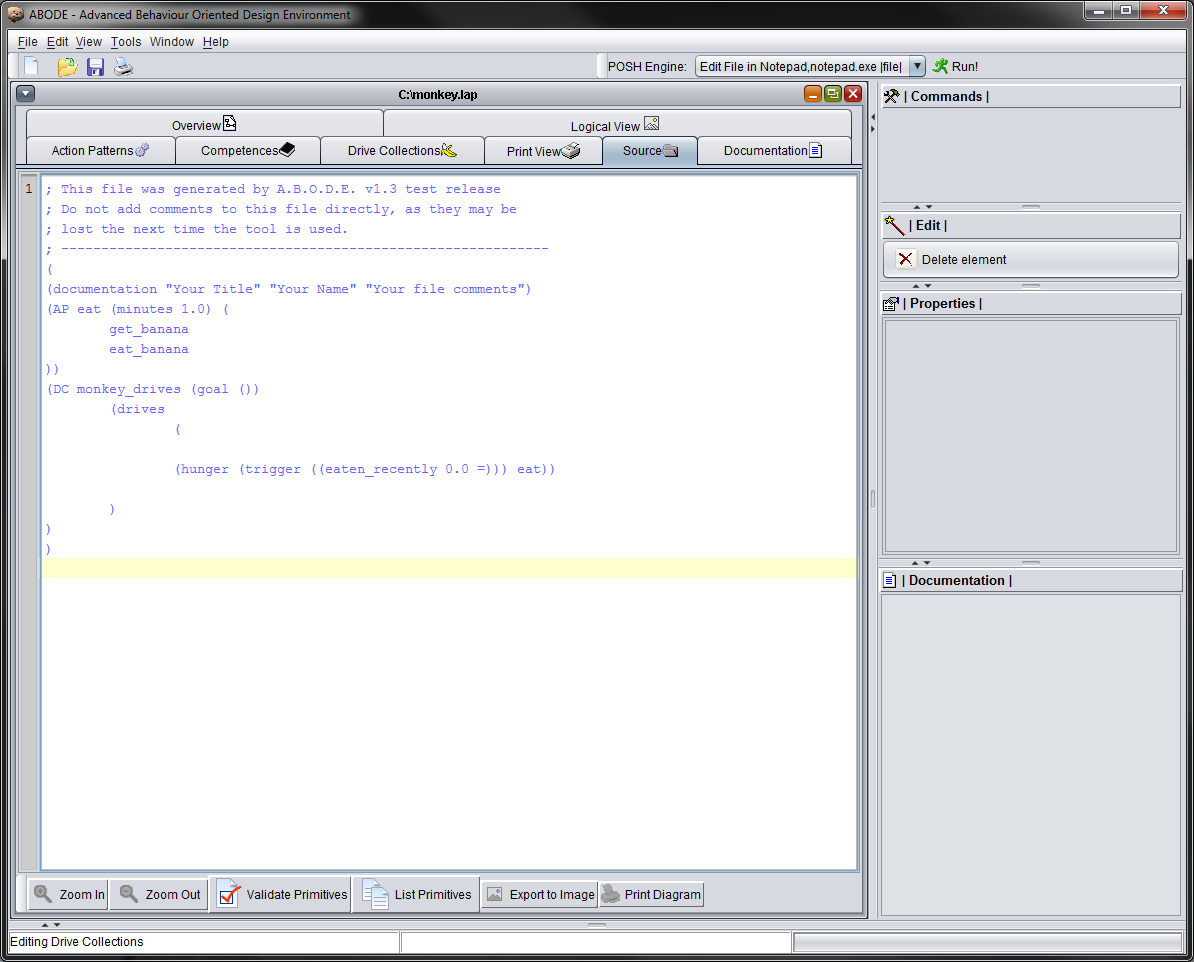 ABODE - Advanced Behaviour Oriented Design Environment
File Edit View Tools Window Help
POSH Engine: Edit File in Notepad,notepad.exe |file| Run!
C:\monkey.lap
Overview Logical View
Action Patterns Competences Drive Collections Print View Source Documentation
1 ; This file was generated by A.B.O.D.E. v1.3 test release
; Do not add comments to this file directly, as they may be
; lost the next time the tool is used.
; -------------------------------------------------------------
(
(documentation "Your Title" "Your Name" "Your file comments")
(AP eat (minutes 1.0) (
get_banana
eat_banana
))
(DC monkey_drives (goal ())
(drives
(
(hunger (trigger ((eaten_recently 0.0 =))) eat))
)
)
)
| Commands |
| Edit |
Delete element
| Properties |
| Documentation |
Zoom In Zoom Out Validate Primitives List Primitives Export to Image Print Diagram
Editing Drive Collections